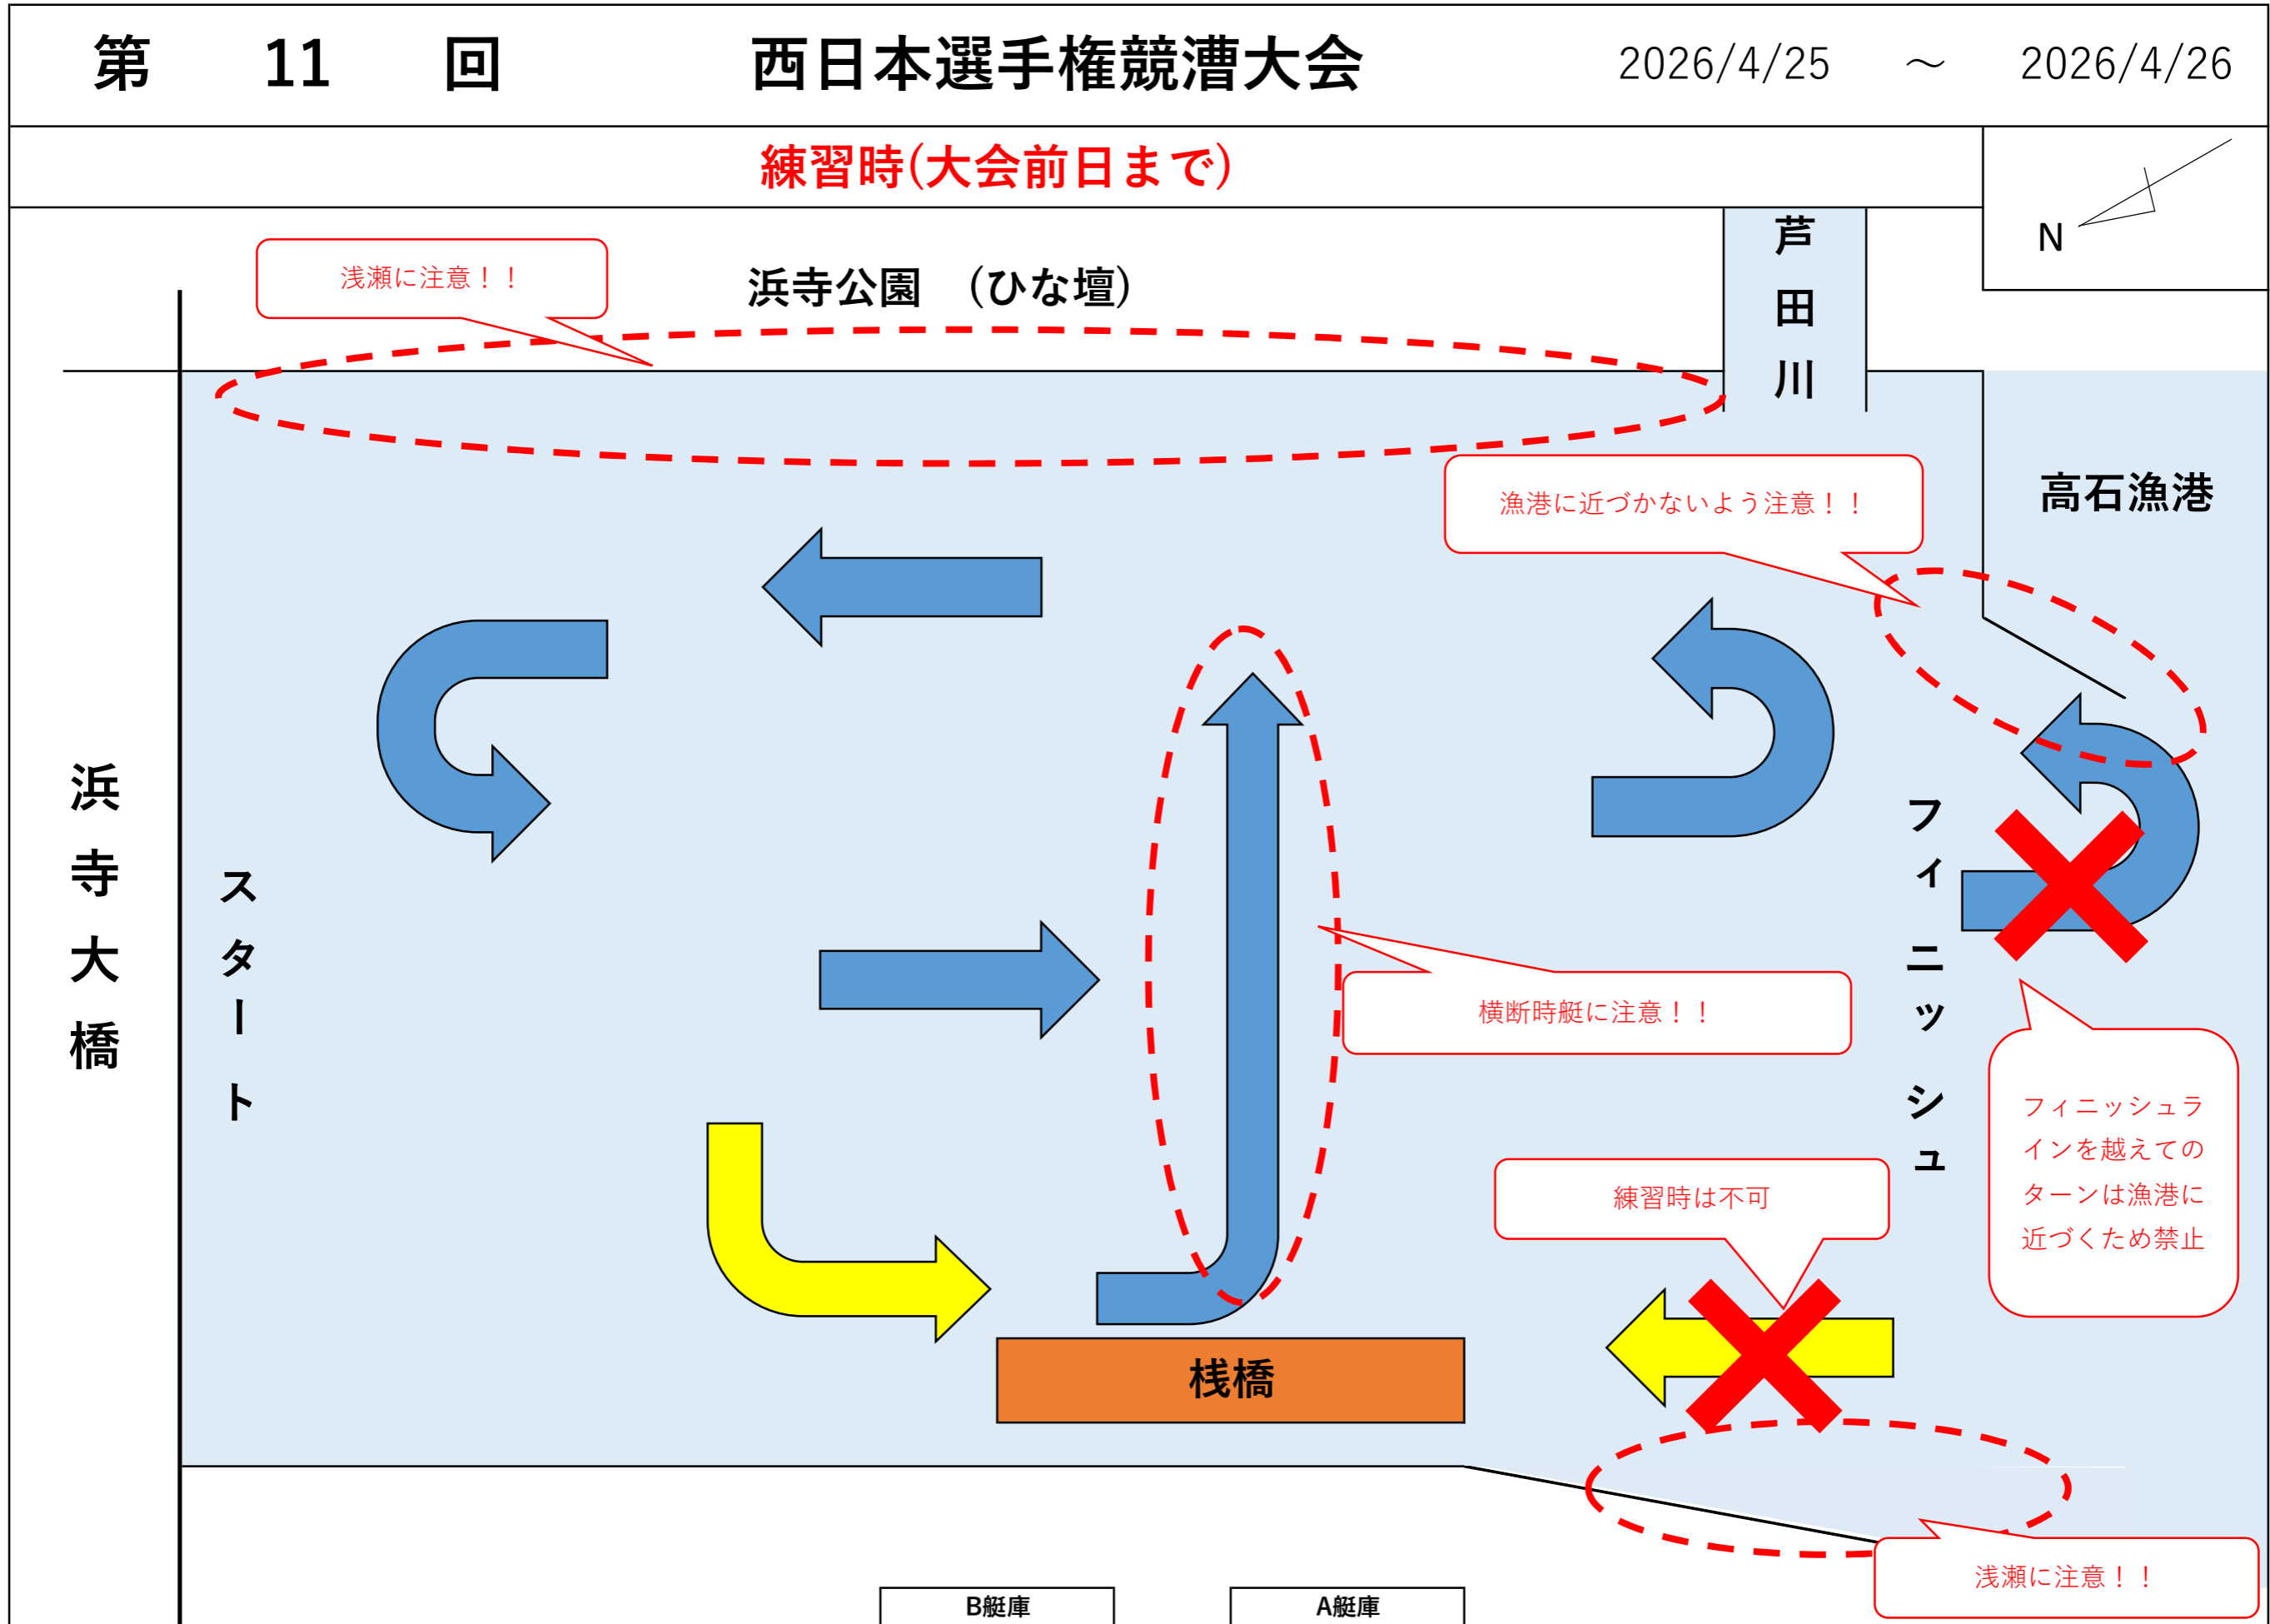 第 11 回 西日本選手権競漕大会 2026/4/25 ～ 2026/4/26
練習時(大会前日まで)
N
芦田川
浅瀬に注意！！
浜寺公園　(ひな壇)
漁港に近づかないよう注意！！
高石漁港
浜寺大橋
スタート
フィニッシュ
横断時艇に注意！！
フィニッシュラ
インを越えての
ターンは漁港に
近づくため禁止
練習時は不可
桟橋
浅瀬に注意！！
B艇庫
A艇庫